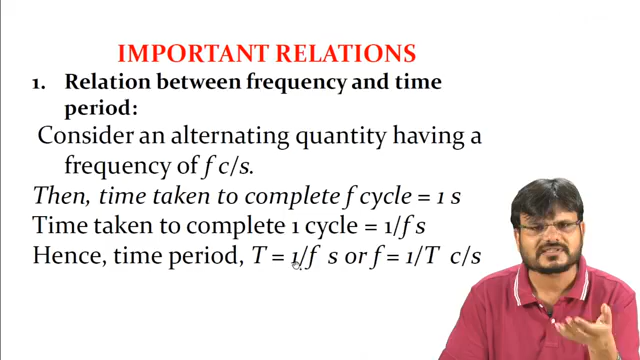 IMPORTANT RELATIONS
1. Relation between frequency and time
period:
Consider an alternating quantity having a
frequency of f c/s.
Then, time taken to complete f cycle = 1 s
Time taken to complete 1 cycle = 1/f s
Hence, time period, T = 1/f s or f = 1/T c/s